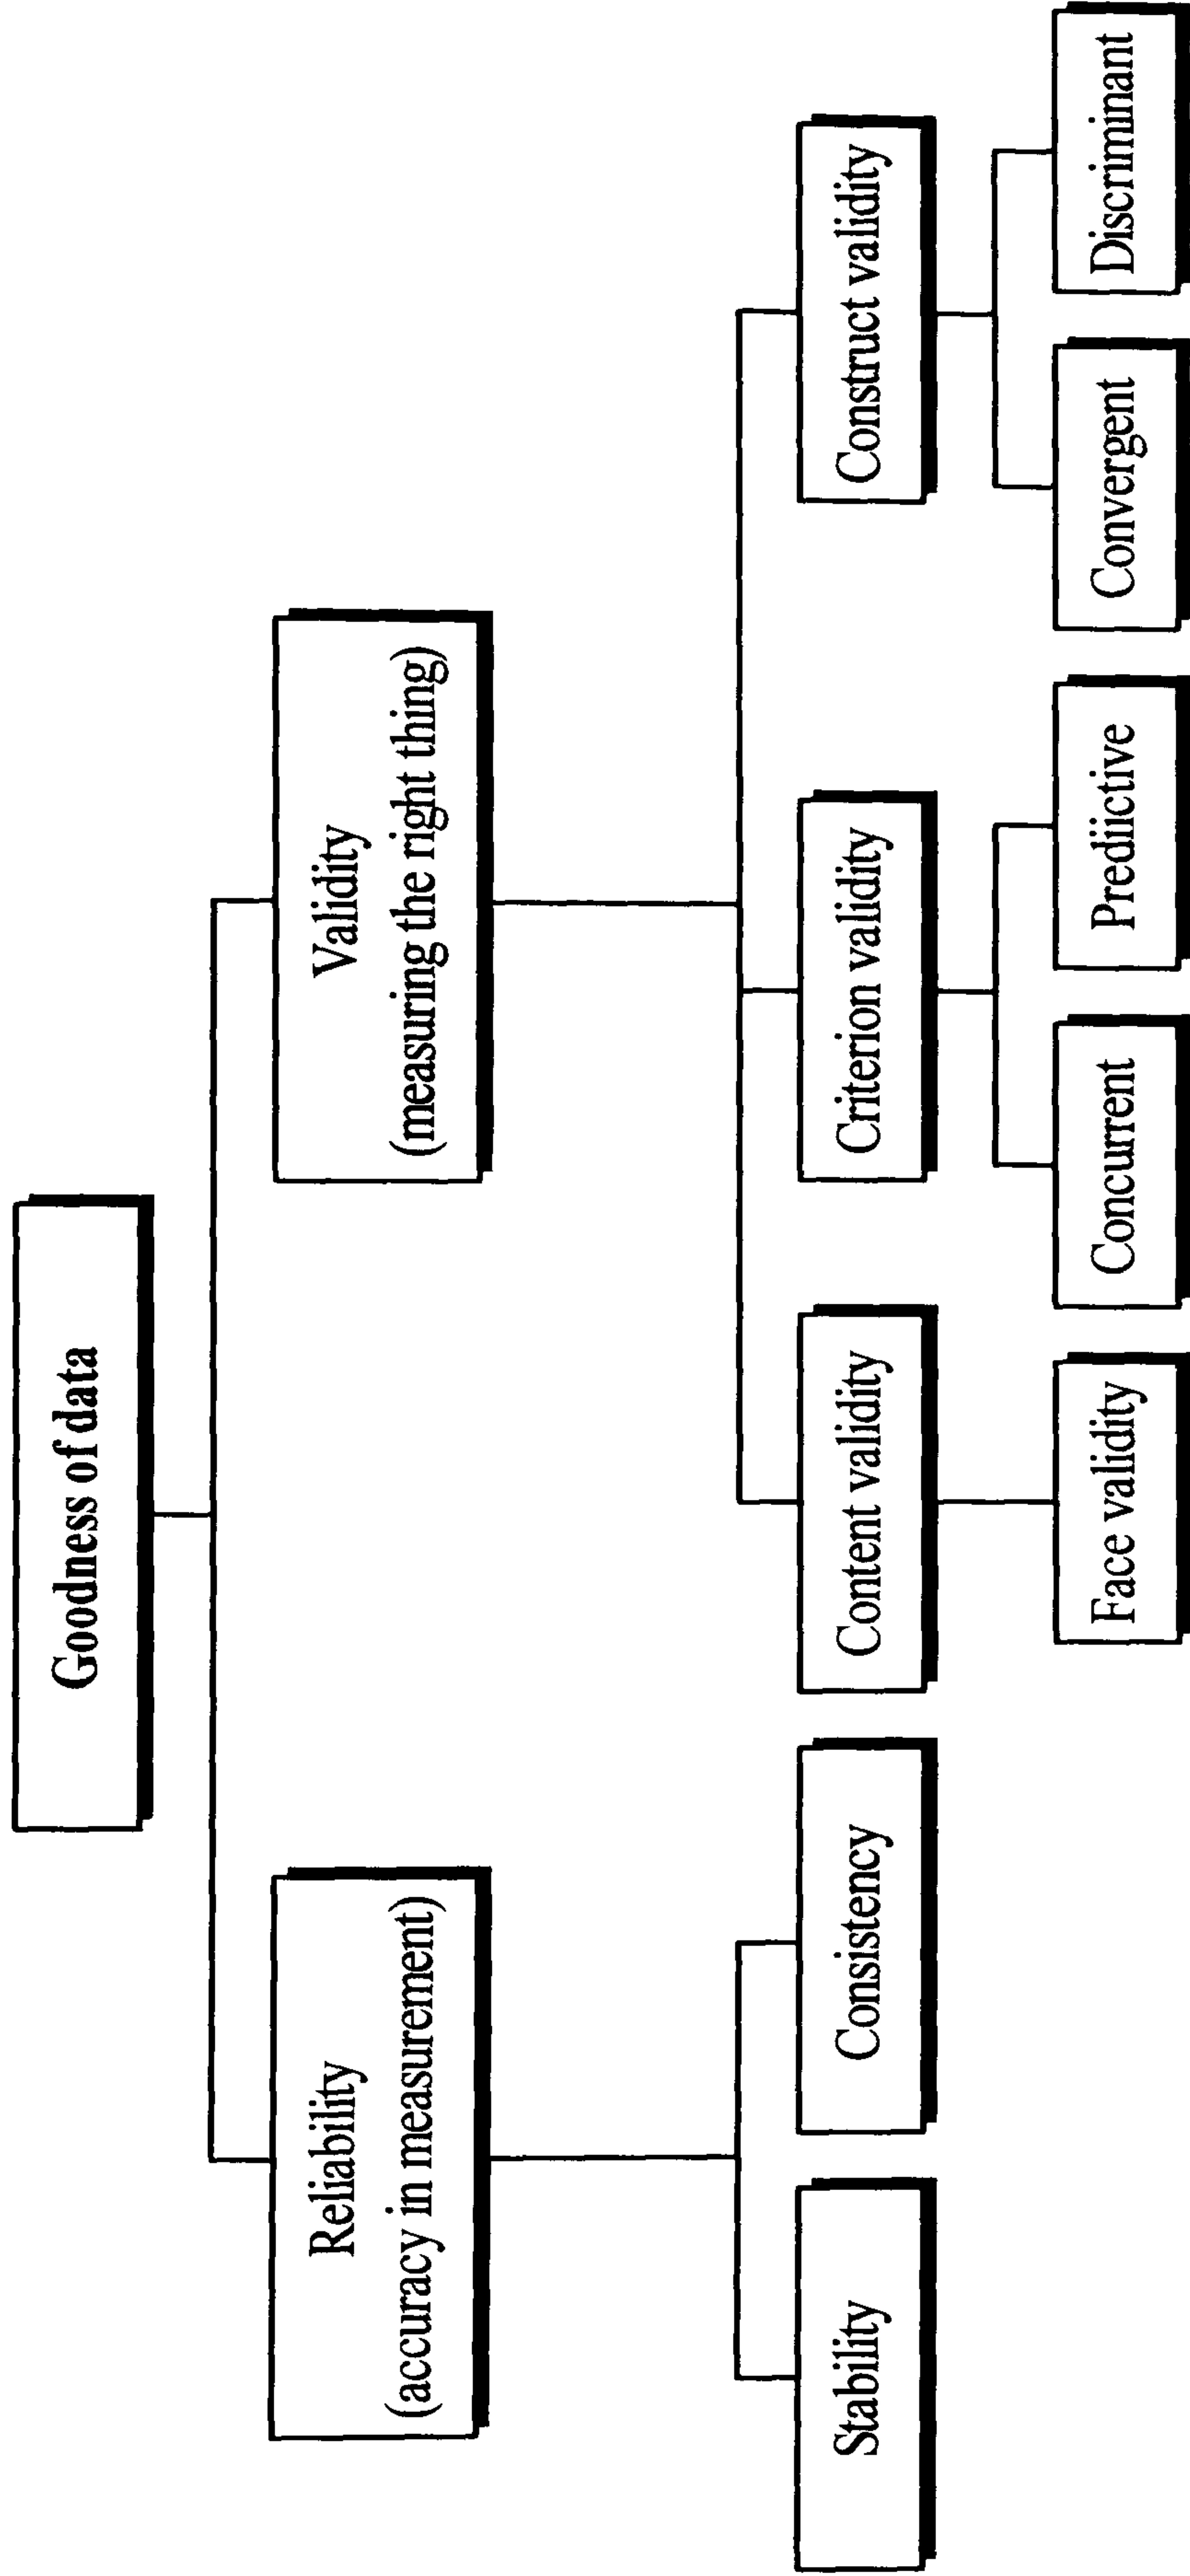 Goodness of data
Reliability
(accuracy in measurement)
Validity
(measuring the right thing)
Stability
Consistency
Content validity
Criterion validity
Construct validity
Face validity
Concurrent
Prediictive
Convergent
Discriminant